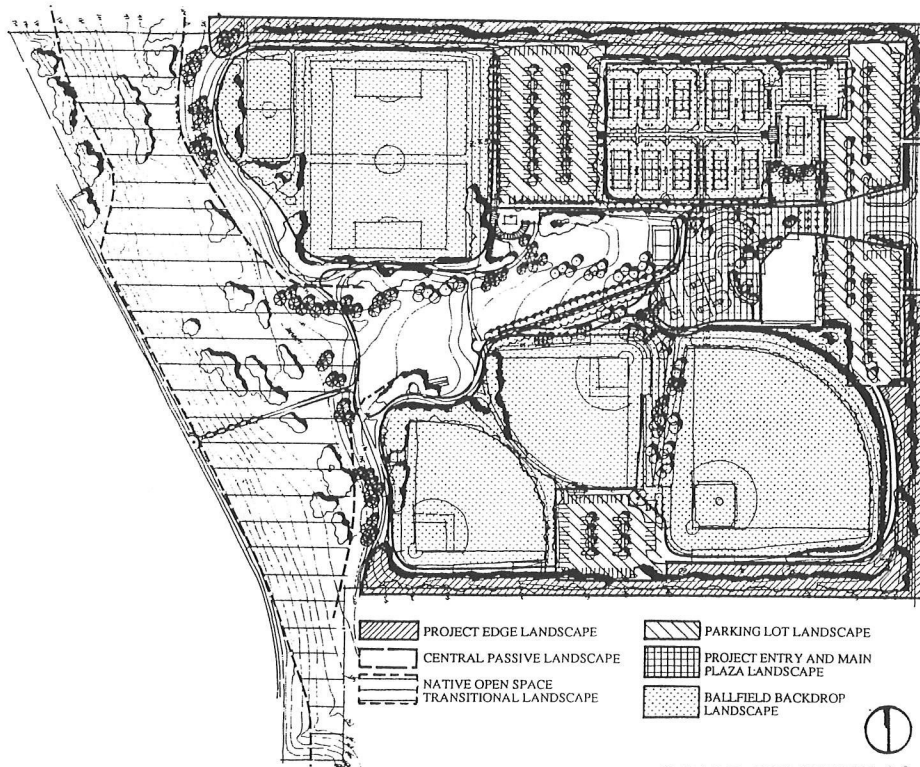 PROJECT EDGE LANDSCAPE
CENTRAL PASSIVE LANDSCAPE
NATIVE OPEN SPACE
TRANSITIONAL LANDSCAPE
PARKING LOT LANDSCAPE
PROJECT ENTRY AND MAIN
PLAZA LANDSCAPE
BALLFIELD BACKDROP
LANDSCAPE